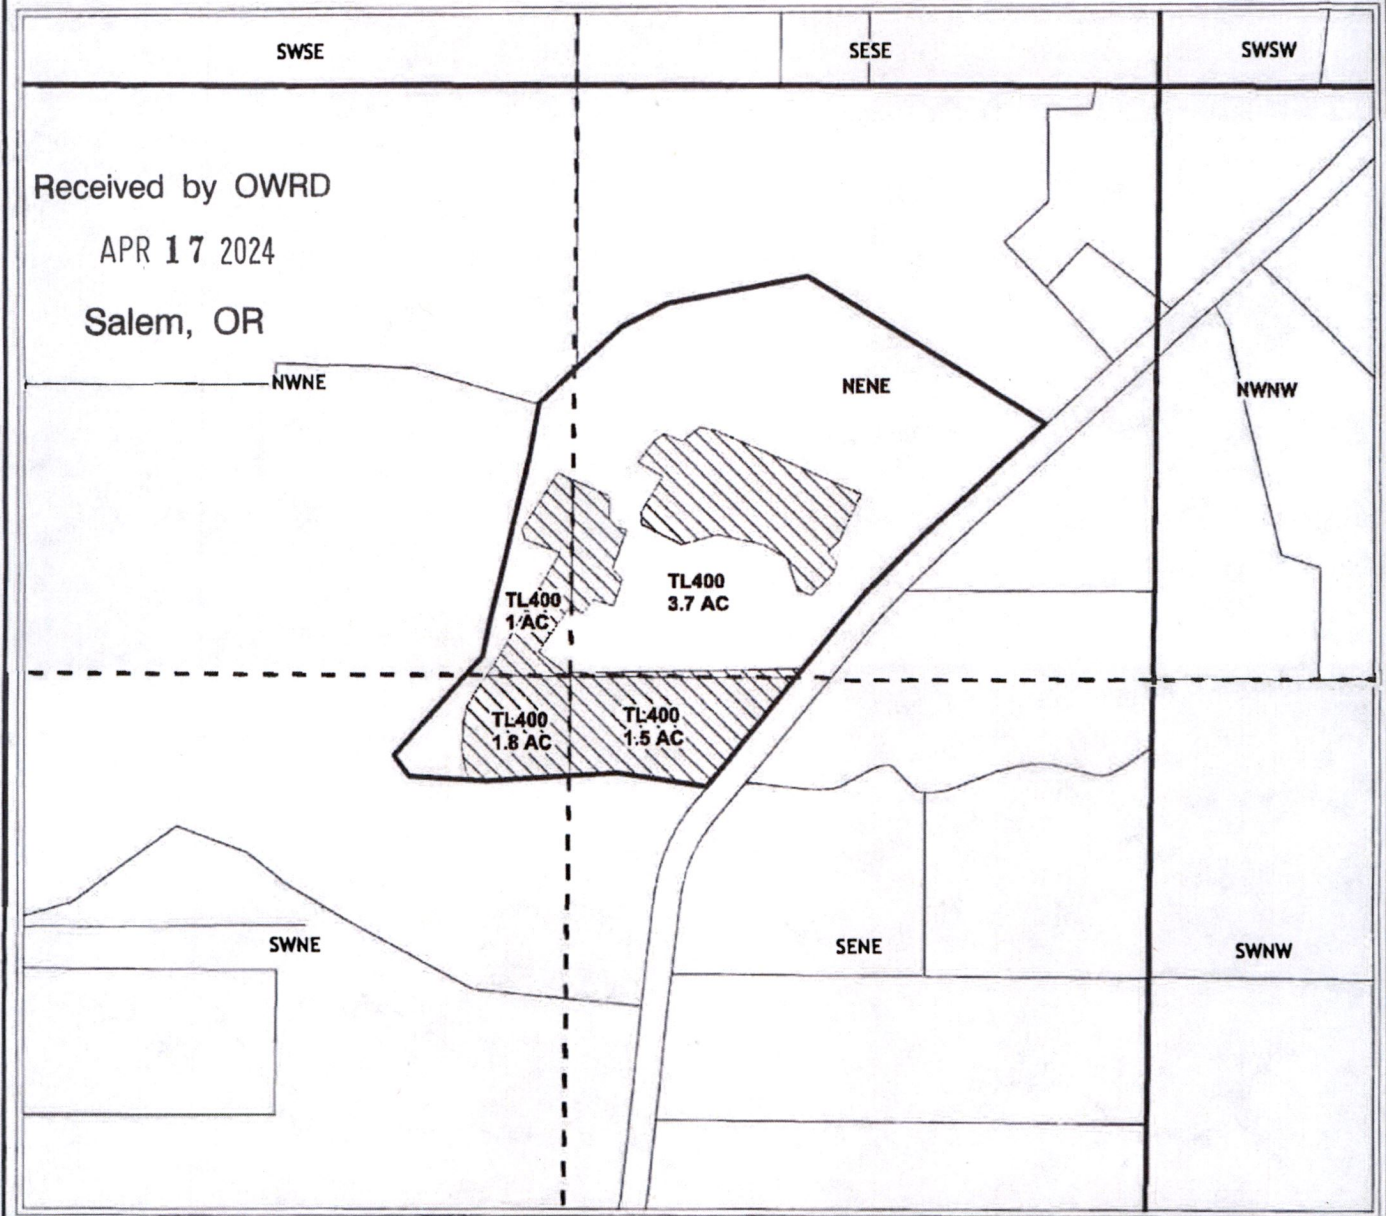 SWSE
SESE
SWSW
Received by OWRD
APR 17 2024
Salem, OR
NWNE
NENE
NWNW
TL400
3.7 AC
TL400
1 AC
TL400
1.8 AC
TL400
1.5 AC
SWNE
SENE
SWNW